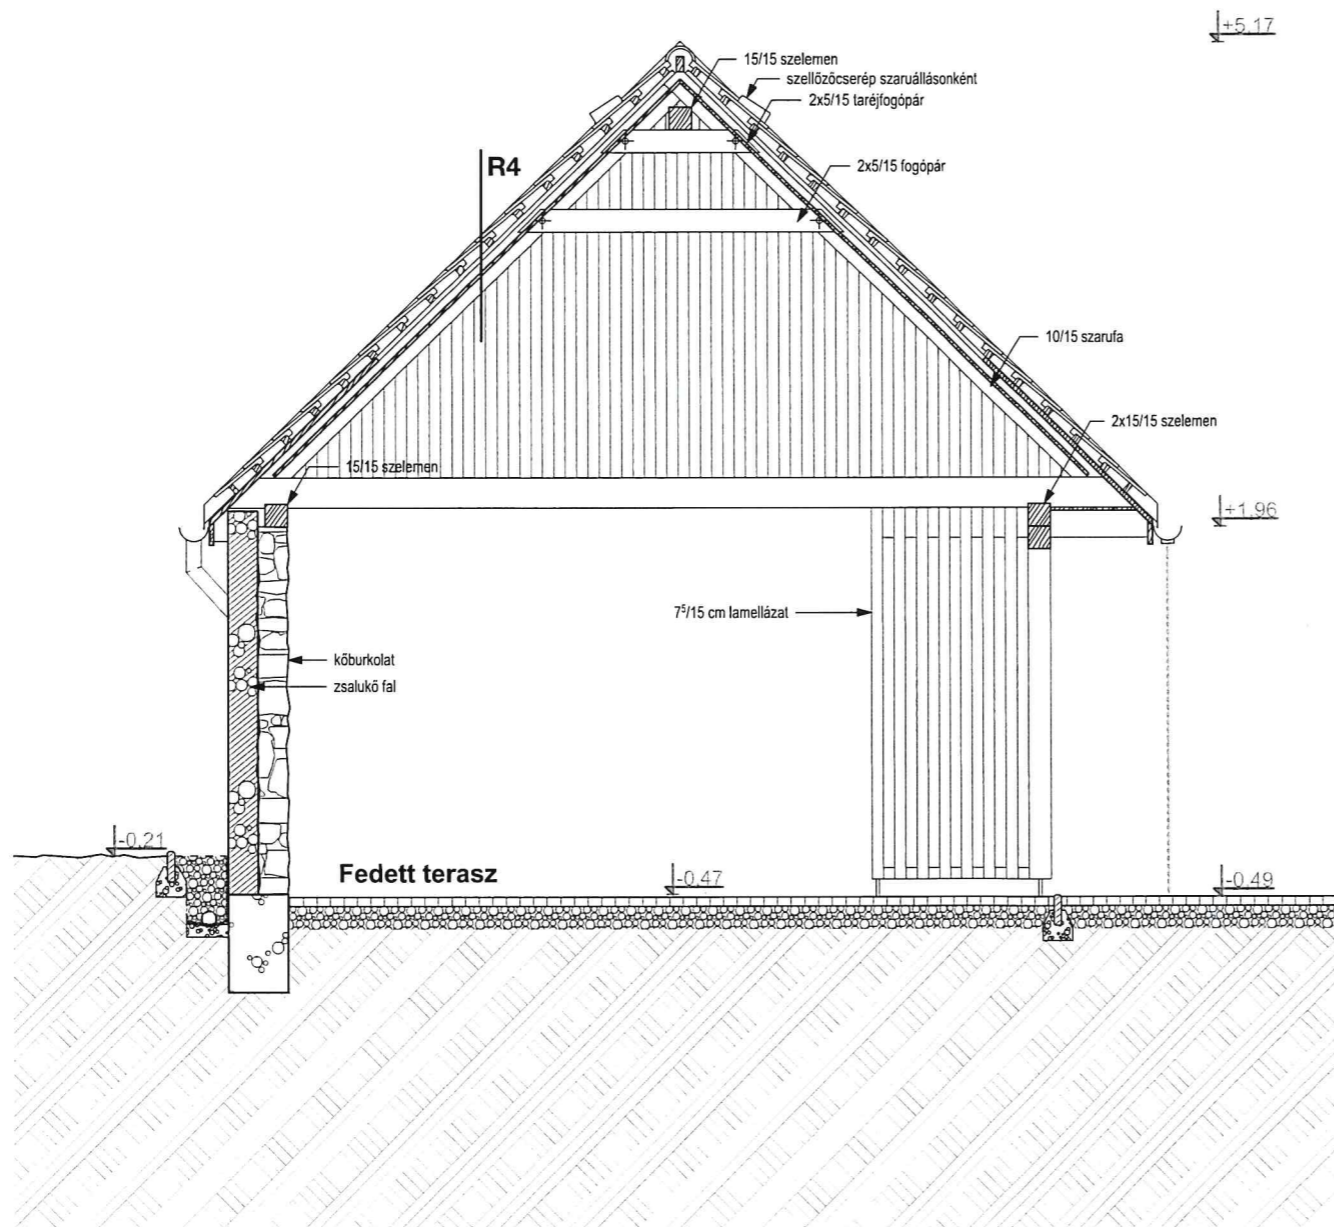 +5,17
15/15 szelemen
szellőzőcserép szaruállásonként
2x5/15 taréjfogópár
R4
2x5/15 fogópár
10/15 szarufa
2x15/15 szelemen
15/15 szelemen
+1,96
7⁵/15 cm lamellázat
kőburkolat
zsalukő fal
-0,21
Fedett terasz
-0,47
-0,49